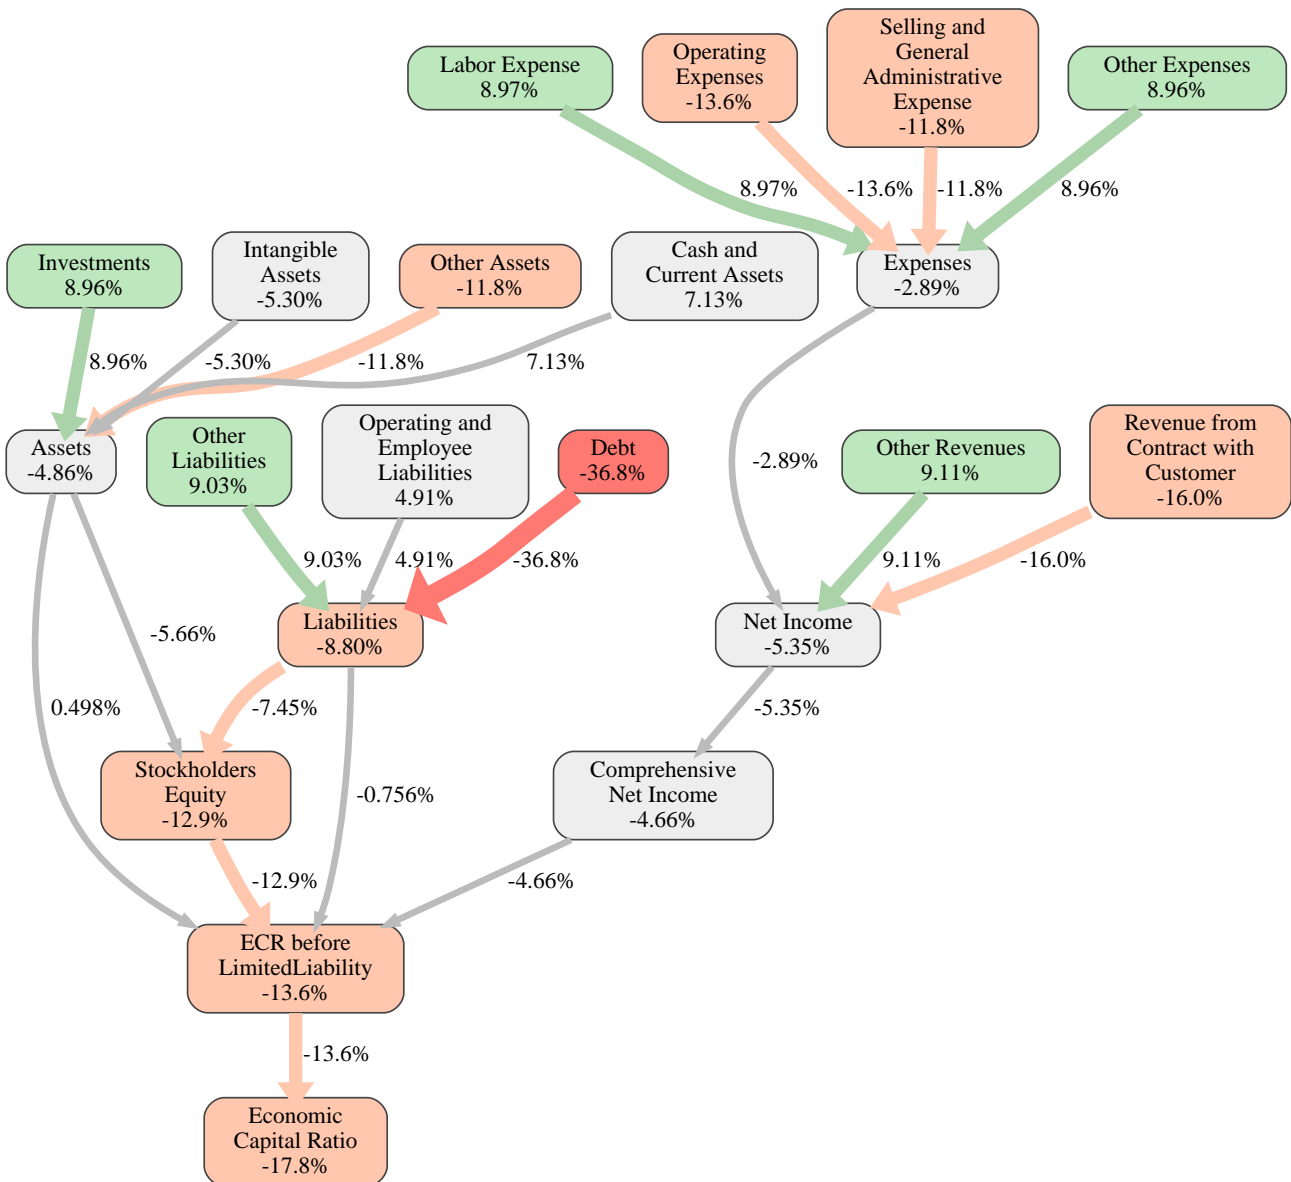 Labor Expense
8.97%
Operating
Expenses
-13.6%
Selling and
General
Administrative
Expense
-11.8%
Other Expenses
8.96%
8.97%
-13.6%
-11.8%
8.96%
Investments
8.96%
Intangible
Assets
-5.30%
Other Assets
-11.8%
Cash and
Current Assets
7.13%
Expenses
-2.89%
8.96%
-5.30%
-11.8%
7.13%
Assets
-4.86%
Other
Liabilities
9.03%
Operating and
Employee
Liabilities
4.91%
Debt
-36.8%
-2.89%
Other Revenues
9.11%
Revenue from
Contract with
Customer
-16.0%
9.03%
4.91%
-36.8%
9.11%
-16.0%
-5.66%
Liabilities
-8.80%
Net Income
-5.35%
0.498%
-7.45%
-5.35%
Stockholders
Equity
-12.9%
-0.756%
Comprehensive
Net Income
-4.66%
-12.9%
-4.66%
ECR before
LimitedLiability
-13.6%
-13.6%
Economic
Capital Ratio
-17.8%